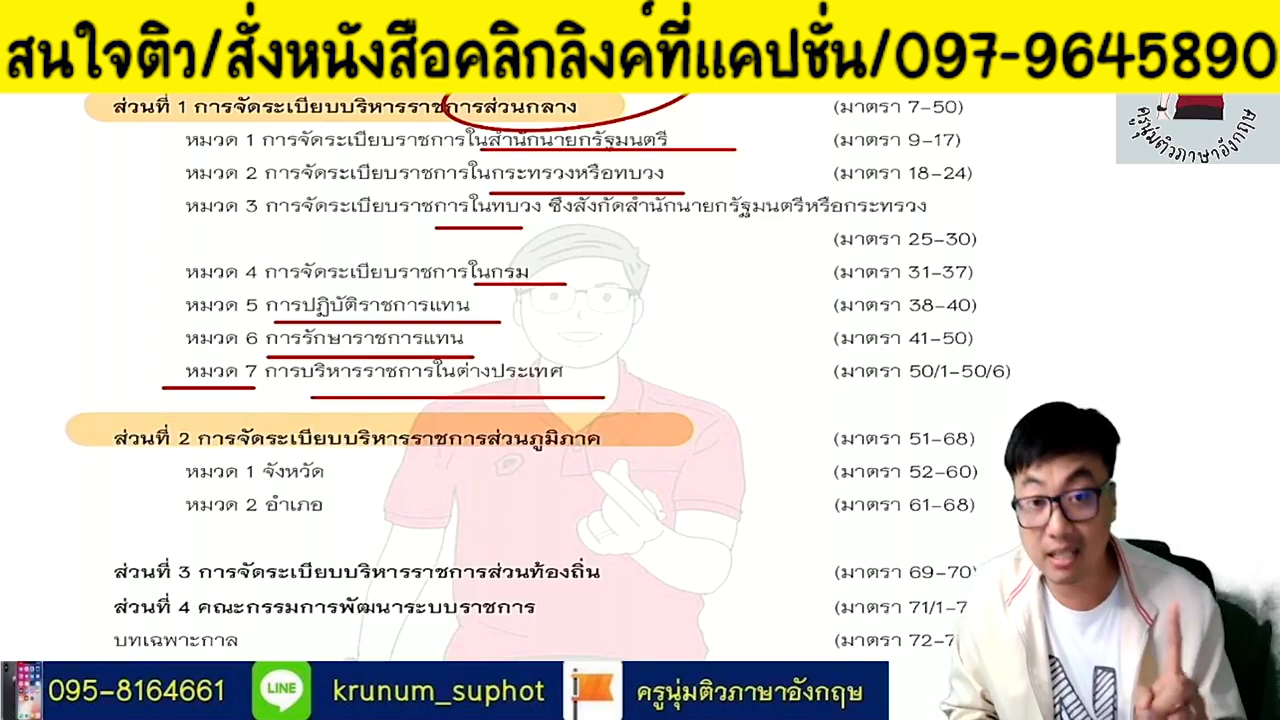 สนใจติว/สั่งหนังสือคลิกลิงค์ที่แคปชั่น/097-9645890
ส่วนที่ 1 การจัดระเบียบบริหารราชการส่วนกลาง (มาตรา 7-50)
หมวด 1 การจัดระเบียบราชการในสำนักนายกรัฐมนตรี (มาตรา 9-17)
หมวด 2 การจัดระเบียบราชการในกระทรวงหรือทบวง (มาตรา 18-24)
หมวด 3 การจัดระเบียบราชการในทบวง ซึ่งสังกัดสำนักนายกรัฐมนตรีหรือกระทรวง
(มาตรา 25-30)
หมวด 4 การจัดระเบียบราชการในกรม (มาตรา 31-37)
หมวด 5 การปฏิบัติราชการแทน (มาตรา 38-40)
หมวด 6 การรักษาราชการแทน (มาตรา 41-50)
หมวด 7 การบริหารราชการในต่างประเทศ (มาตรา 50/1-50/6)
ส่วนที่ 2 การจัดระเบียบบริหารราชการส่วนภูมิภาค (มาตรา 51-68)
หมวด 1 จังหวัด (มาตรา 52-60)
หมวด 2 อำเภอ (มาตรา 61-68)
ส่วนที่ 3 การจัดระเบียบบริหารราชการส่วนท้องถิ่น (มาตรา 69-70)
ส่วนที่ 4 คณะกรรมการพัฒนาระบบราชการ (มาตรา 71/1-7
บทเฉพาะกาล (มาตรา 72-7
ครูนุ่มติวภาษาอังกฤษ
095-8164661 LINE krunum_suphot ครูนุ่มติวภาษาอังกฤษ